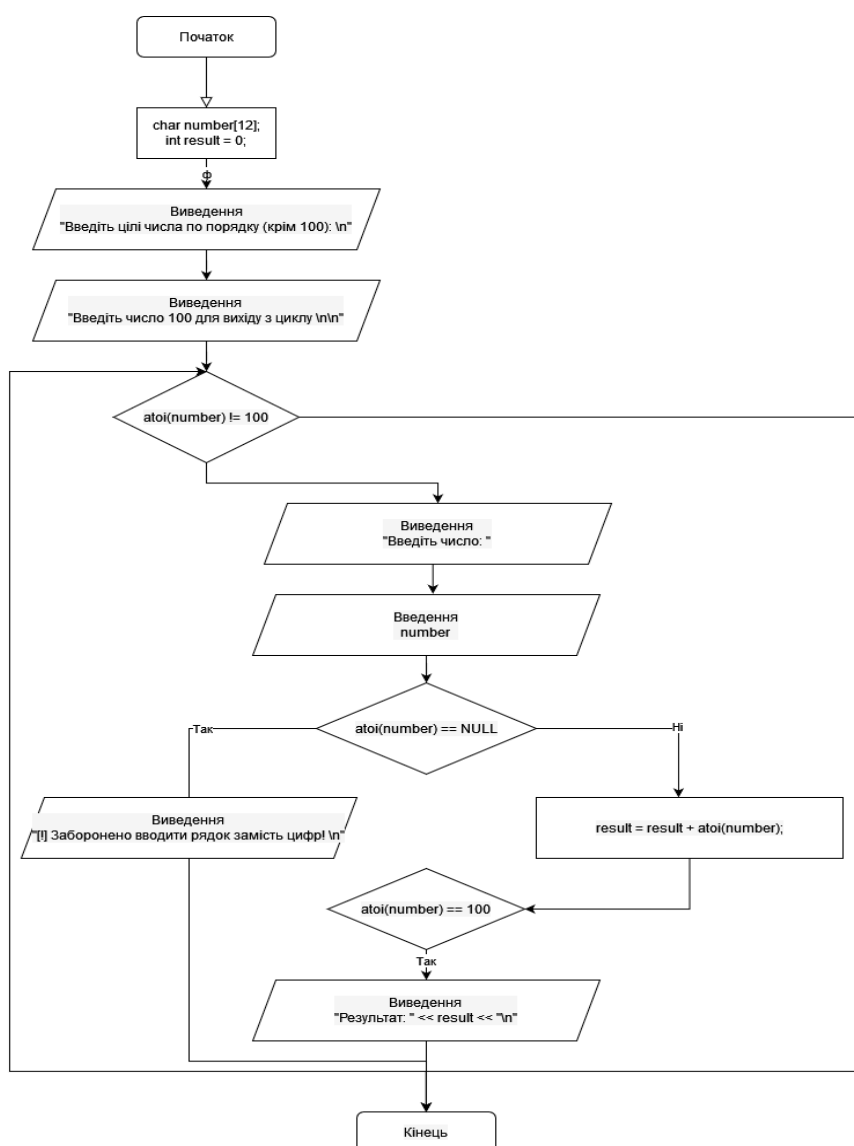 Початок
char number[12];
int result = 0;
Ф
Виведення
"Введіть цілі числа по порядку (крім 100): \n"
Виведення
"Введіть число 100 для вихіду з циклу \n\n"
atoi(number) != 100
Виведення
"Введіть число: "
Введення
number
atoi(number) == NULL
Так
Ні
Виведення
"[!] Заборонено вводити рядок замість цифр! \n"
result = result + atoi(number);
atoi(number) == 100
Так
Виведення
"Результат: " << result << "\n"
Кінець